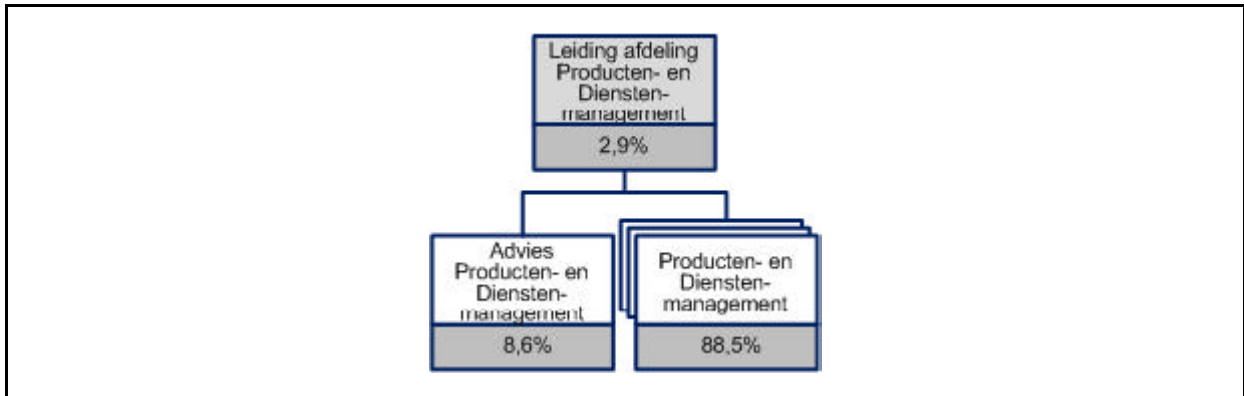 Leiding afdeling
Producten- en
Diensten-
management
2,9%
Advies
Producten- en
Diensten-
management
8,6%
Producten- en
Diensten-
management
88,5%